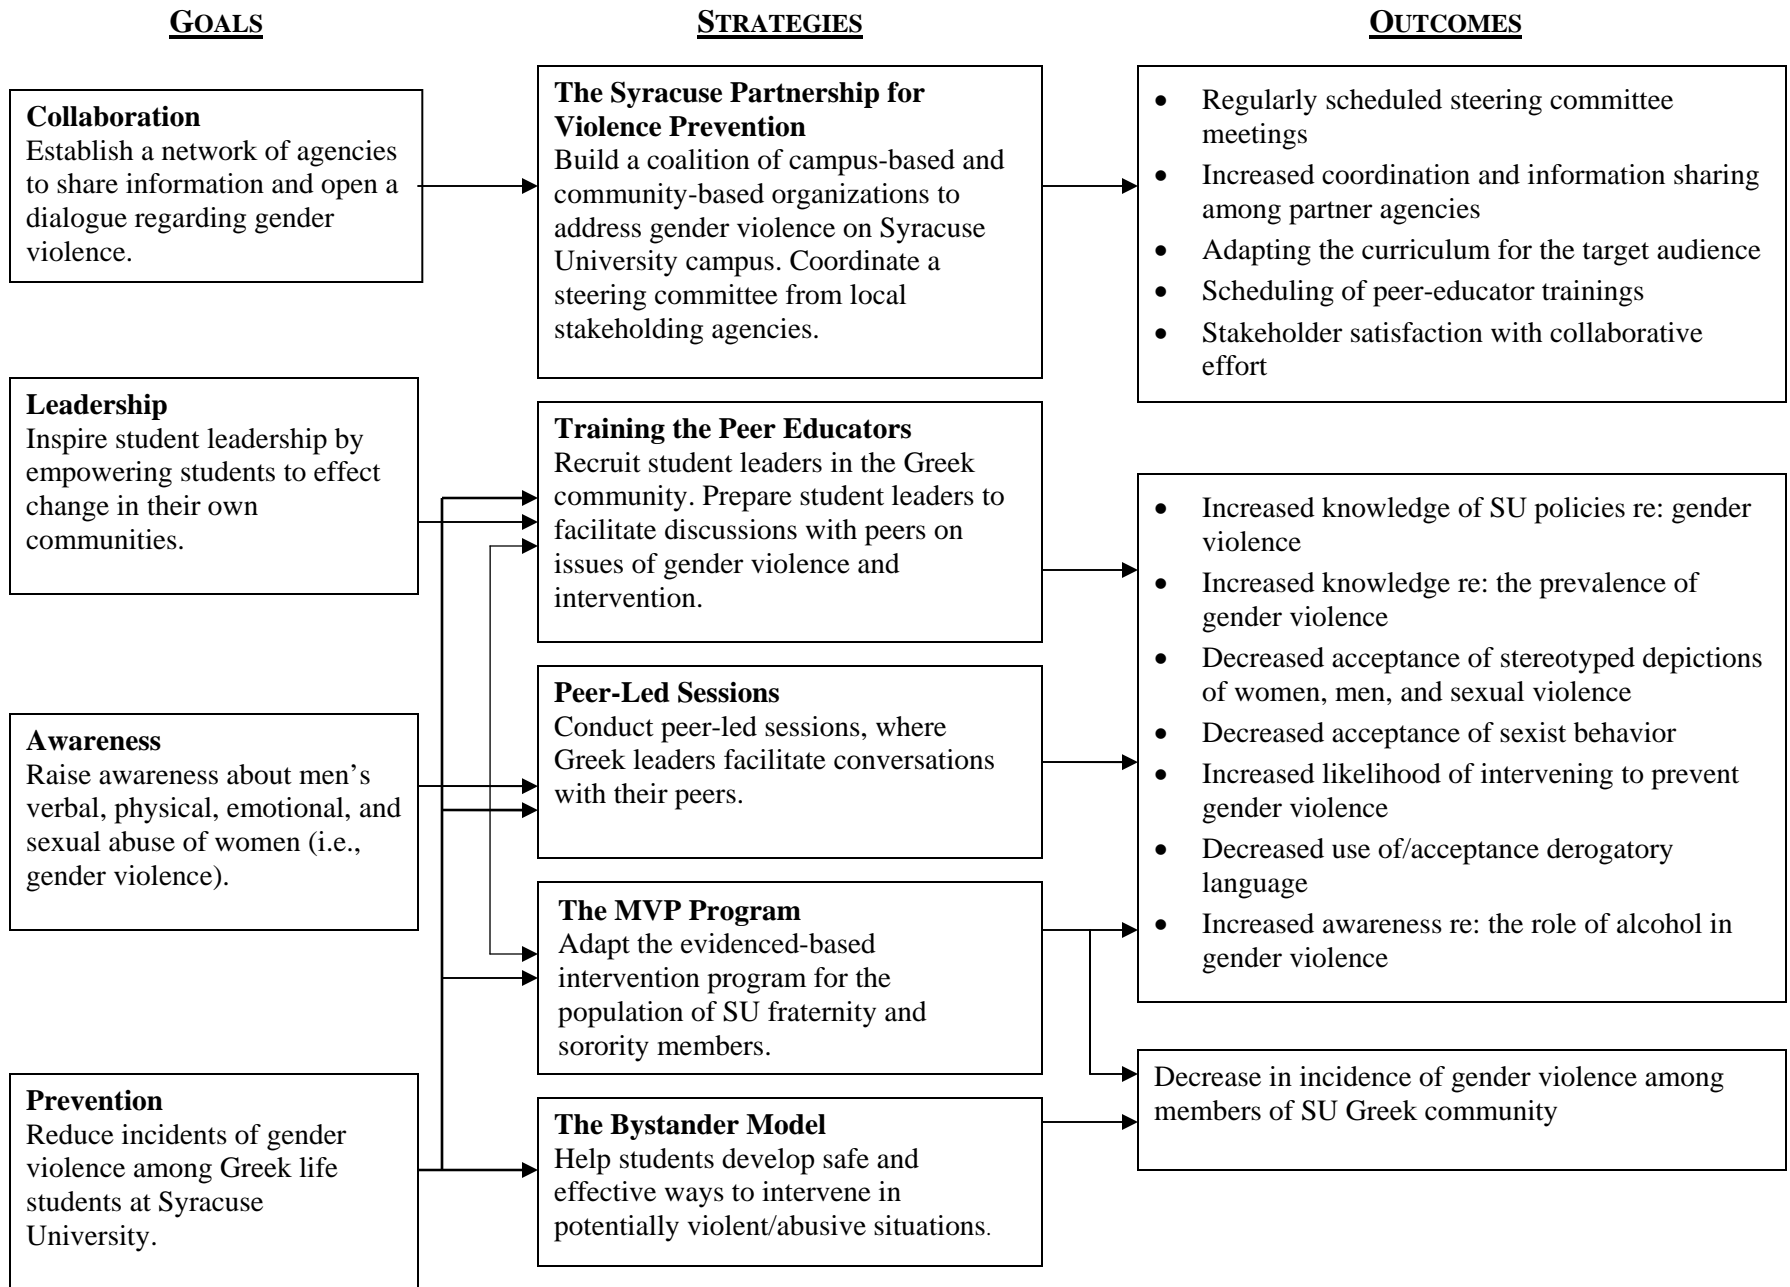 GOALS
STRATEGIES
OUTCOMES
Collaboration
Establish a network of agencies
to share information and open a
dialogue regarding gender
violence.
Leadership
Inspire student leadership by
empowering students to effect
change in their own
communities.
Awareness
Raise awareness about men’s
verbal, physical, emotional, and
sexual abuse of women (i.e.,
gender violence).
Prevention
Reduce incidents of gender
violence among Greek life
students at Syracuse
University.
The Syracuse Partnership for
Violence Prevention
Build a coalition of campus-based and
community-based organizations to
address gender violence on Syracuse
University campus. Coordinate a
steering committee from local
stakeholding agencies.
Training the Peer Educators
Recruit student leaders in the Greek
community. Prepare student leaders to
facilitate discussions with peers on
issues of gender violence and
intervention.
Peer-Led Sessions
Conduct peer-led sessions, where
Greek leaders facilitate conversations
with their peers.
The MVP Program
Adapt the evidenced-based
intervention program for the
population of SU fraternity and
sorority members.
The Bystander Model
Help students develop safe and
effective ways to intervene in
potentially violent/abusive situations.
• Regularly scheduled steering committee
meetings
• Increased coordination and information sharing
among partner agencies
• Adapting the curriculum for the target audience
• Scheduling of peer-educator trainings
• Stakeholder satisfaction with collaborative
effort
• Increased knowledge of SU policies re: gender
violence
• Increased knowledge re: the prevalence of
gender violence
• Decreased acceptance of stereotyped depictions
of women, men, and sexual violence
• Decreased acceptance of sexist behavior
• Increased likelihood of intervening to prevent
gender violence
• Decreased use of/acceptance derogatory
language
• Increased awareness re: the role of alcohol in
gender violence
Decrease in incidence of gender violence among
members of SU Greek community